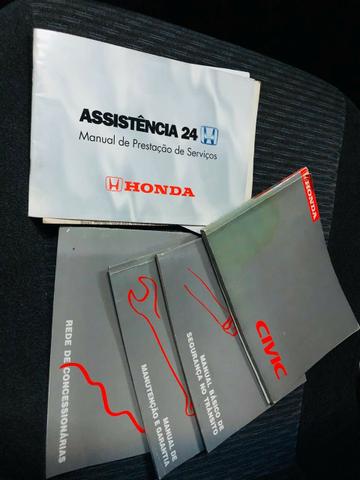 ASSISTÊNCIA 24
Manual de Prestação de Serviços
HONDA
HONDA
CIVIC
MANUAL BÁSICO DE
SEGURANÇA NO TRÂNSITO
MANUAL DE
MANUTENÇÃO E GARANTIA
REDE DE CONCESSIONÁRIAS